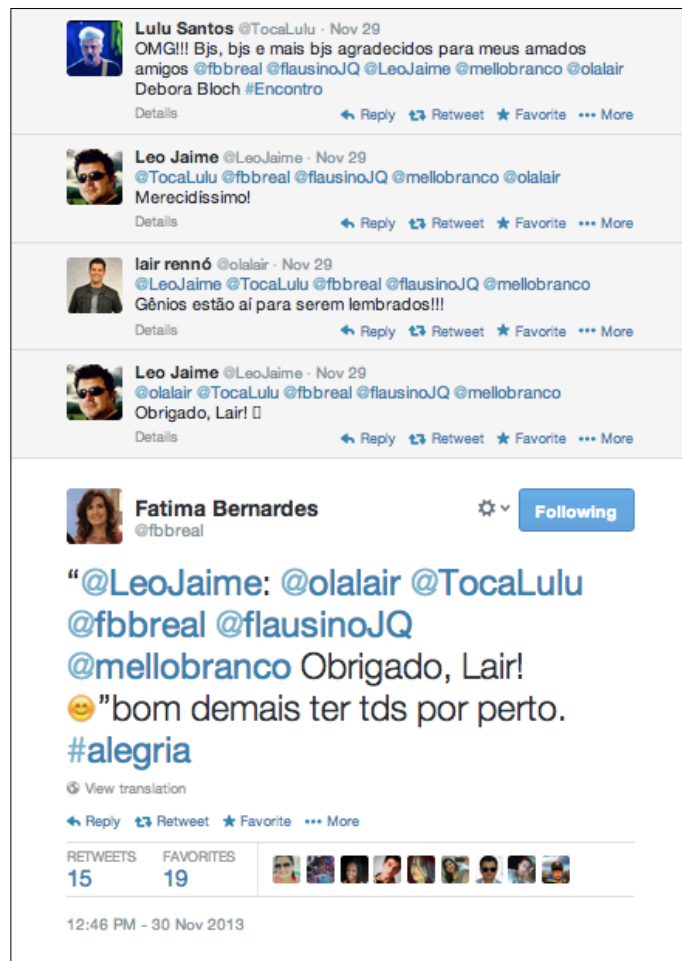 Lulu Santos @TocaLulu · Nov 29
OMG!!! Bjs, bjs e mais bjs agradecidos para meus amados
amigos @fbbreal @flausinoJQ @LeoJaime @mellobranco @olalair
Debora Bloch #Encontro
Details Reply Retweet Favorite More
Leo Jaime @LeoJaime · Nov 29
@TocaLulu @fbbreal @flausinoJQ @mellobranco @olalair
Merecidíssimo!
Details Reply Retweet Favorite More
lair rennó @olalair · Nov 29
@LeoJaime @TocaLulu @fbbreal @flausinoJQ @mellobranco
Gênios estão aí para serem lembrados!!!
Details Reply Retweet Favorite More
Leo Jaime @LeoJaime · Nov 29
@olalair @TocaLulu @fbbreal @flausinoJQ @mellobranco
Obrigado, Lair! 
Details Reply Retweet Favorite More
Fatima Bernardes
@fbbreal
Following
“@LeoJaime: @olalair @TocaLulu
@fbbreal @flausinoJQ
@mellobranco Obrigado, Lair!
😊”bom demais ter tds por perto.
#alegria
View translation
Reply Retweet Favorite More
RETWEETS FAVORITES
15 19
12:46 PM - 30 Nov 2013